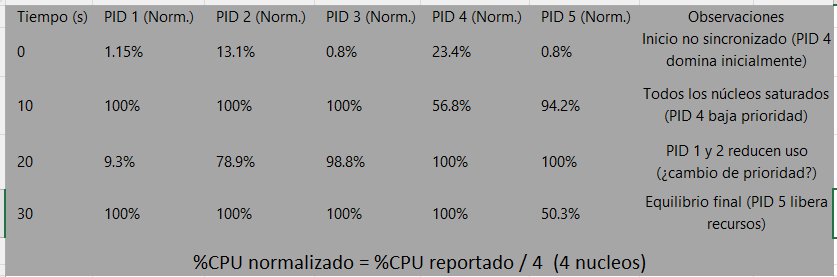 Tiempo (s) PID 1 (Norm.) PID 2 (Norm.) PID 3 (Norm.) PID 4 (Norm.) PID 5 (Norm.) Observaciones
0 1.15% 13.1% 0.8% 23.4% 0.8% Inicio no sincronizado (PID 4
domina inicialmente)
10 100% 100% 100% 56.8% 94.2% Todos los núcleos saturados
(PID 4 baja prioridad)
20 9.3% 78.9% 98.8% 100% 100% PID 1 y 2 reducen uso
(¿cambio de prioridad?)
30 100% 100% 100% 100% 50.3% Equilibrio final (PID 5 libera
recursos)
%CPU normalizado = %CPU reportado / 4 (4 nucleos)